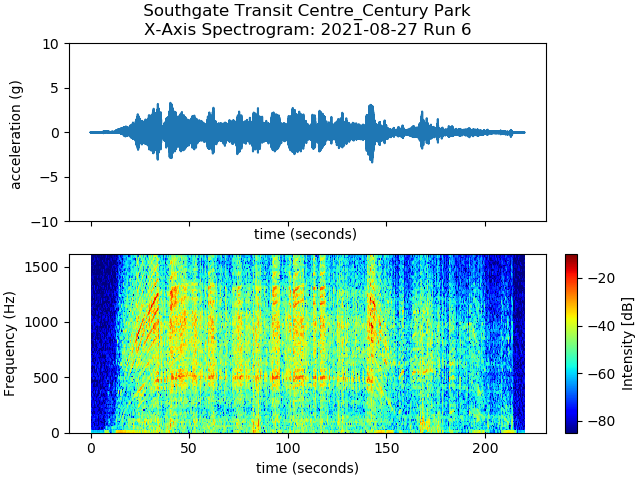 Southgate Transit Centre_Century Park
X-Axis Spectrogram: 2021-08-27 Run 6
10
5
0
−5
−10
acceleration (g)
time (seconds)
1500
1000
500
0
Frequency (Hz)
0 50 100 150 200
time (seconds)
−20
−40
−60
−80
Intensity [dB]